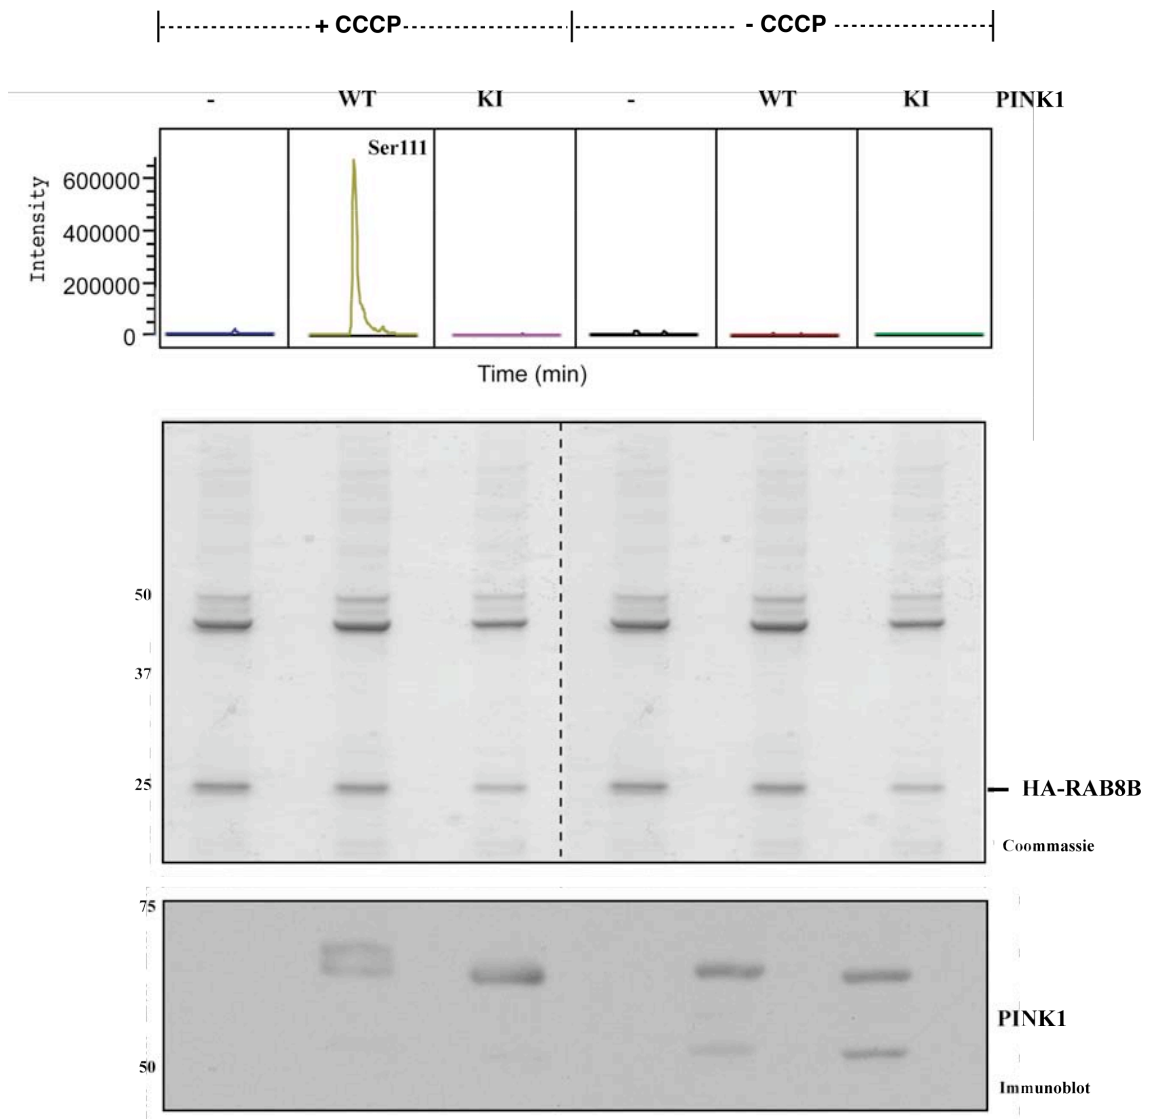 + CCCP - CCCP
- WT KI - WT KI PINK1
Ser111
Intensity
600000
400000
200000
0
Time (min)
50
37
25
HA-RAB8B
Coommassie
75
PINK1
50
Immunoblot